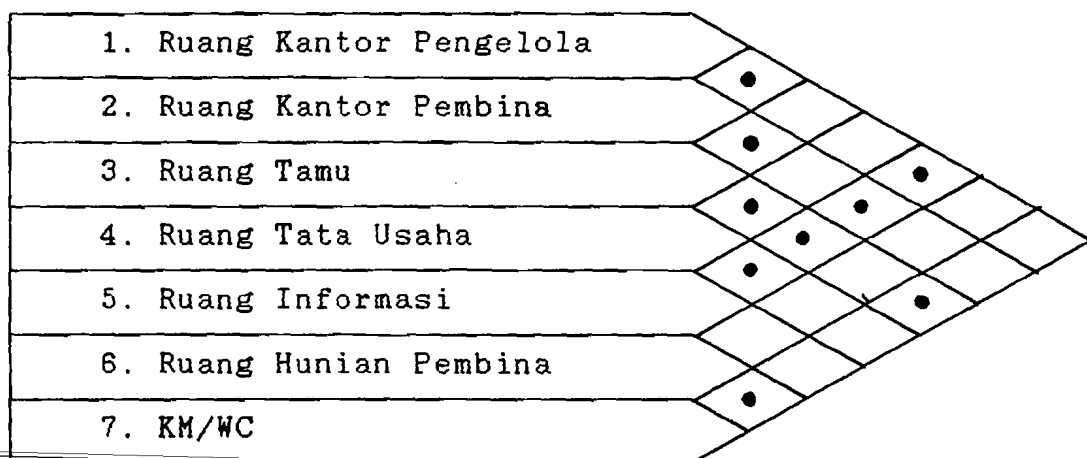 1. Ruang Kantor Pengelola
2. Ruang Kantor Pembina
3. Ruang Tamu
4. Ruang Tata Usaha
5. Ruang Informasi
6. Ruang Hunian Pembina
7. KM/WC